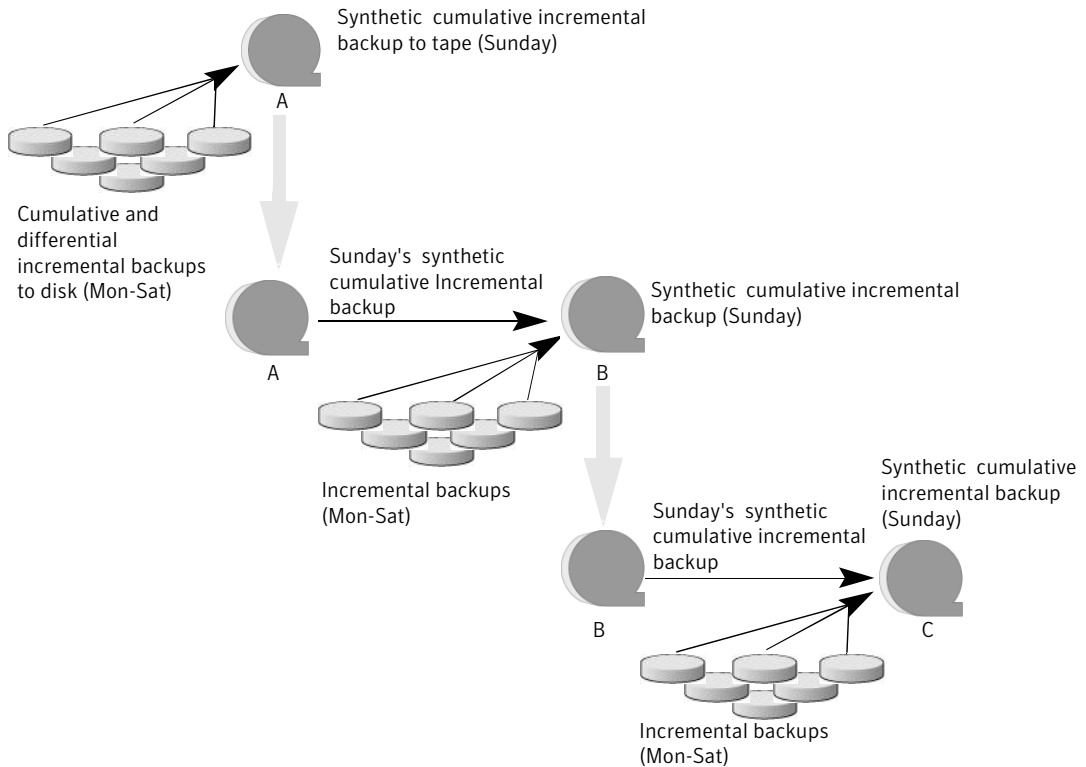 Synthetic cumulative incremental
backup to tape (Sunday)
A
Cumulative and
differential
incremental backups
to disk (Mon-Sat)
Sunday's synthetic
cumulative Incremental
backup
A
Synthetic cumulative incremental
backup (Sunday)
B
Incremental backups
(Mon-Sat)
Sunday's synthetic
cumulative incremental
backup
B
Synthetic cumulative
incremental backup
(Sunday)
C
Incremental backups
(Mon-Sat)